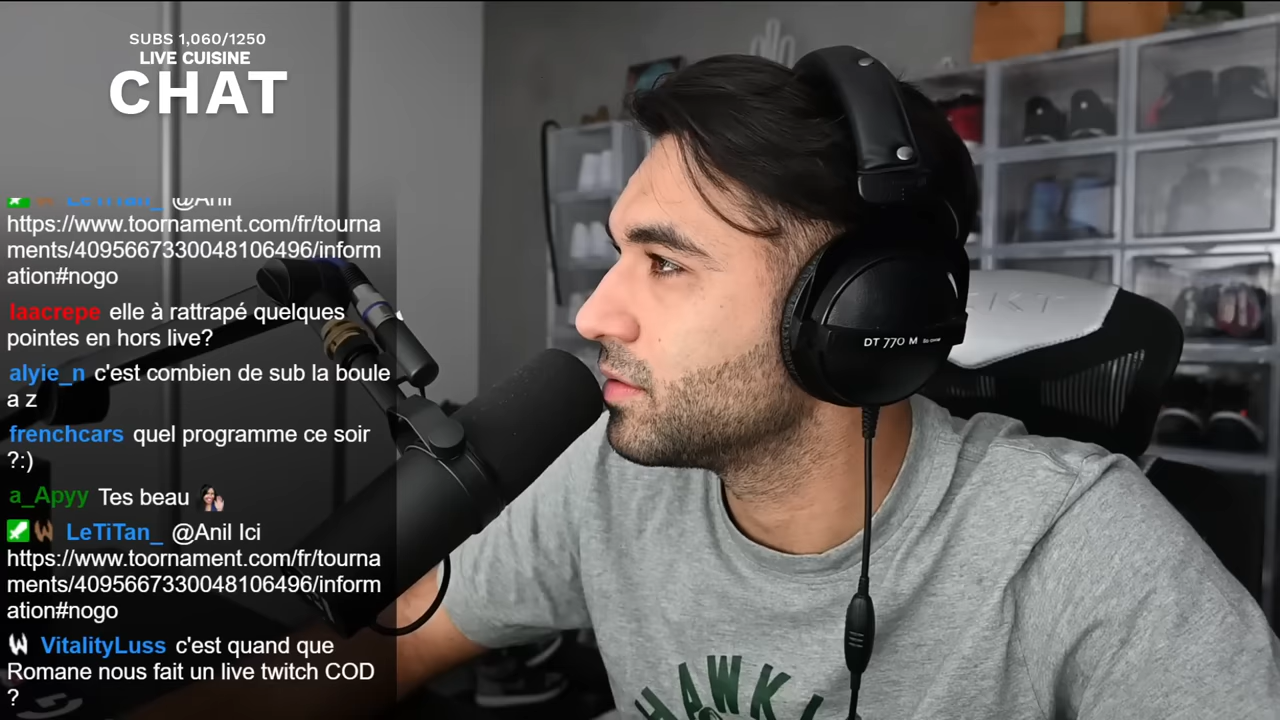 SUBS 1,060/1250
LIVE CUISINE
CHAT
LeTiTan_ @Anil
https://www.toornament.com/fr/tourna
ments/4095667330048106496/inform
ation#nogo
laacrepe elle à rattrapé quelques
pointes en hors live?
alyie_n c'est combien de sub la boule
a z
frenchcars quel programme ce soir
?:)
a_Apyy Tes beau
LeTiTan_ @Anil Ici
https://www.toornament.com/fr/tourna
ments/4095667330048106496/inform
ation#nogo
VitalityLuss c'est quand que
Romane nous fait un live twitch COD
?
DT 770 M
HAWK